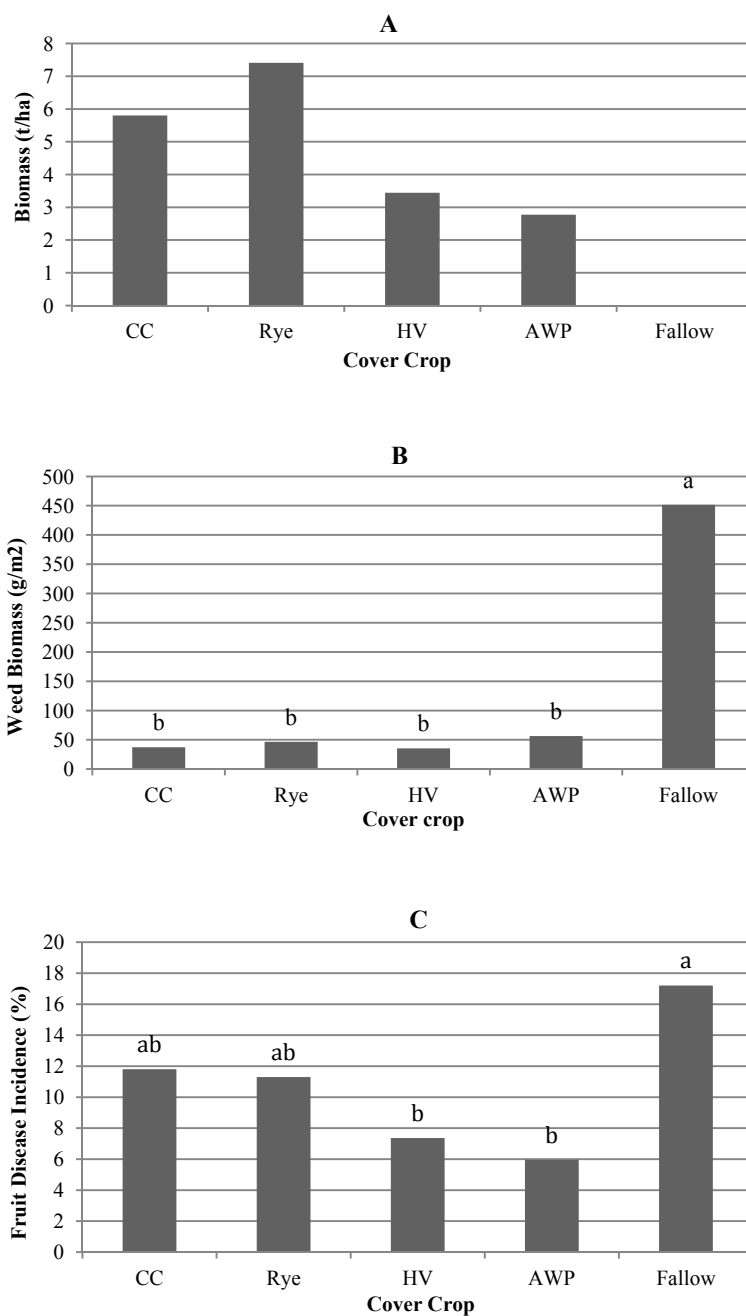 A
8
7
6
5
4
3
2
1
0
Biomass (t/ha)
CC Rye HV AWP Fallow
Cover Crop
B
500
450
400
350
300
250
200
150
100
50
0
Weed Biomass (g/m2)
a
b b b b
CC Rye HV AWP Fallow
Cover crop
C
20
18
16
14
12
10
8
6
4
2
0
Fruit Disease Incidence (%)
a
ab ab
b b
CC Rye HV AWP Fallow
Cover Crop